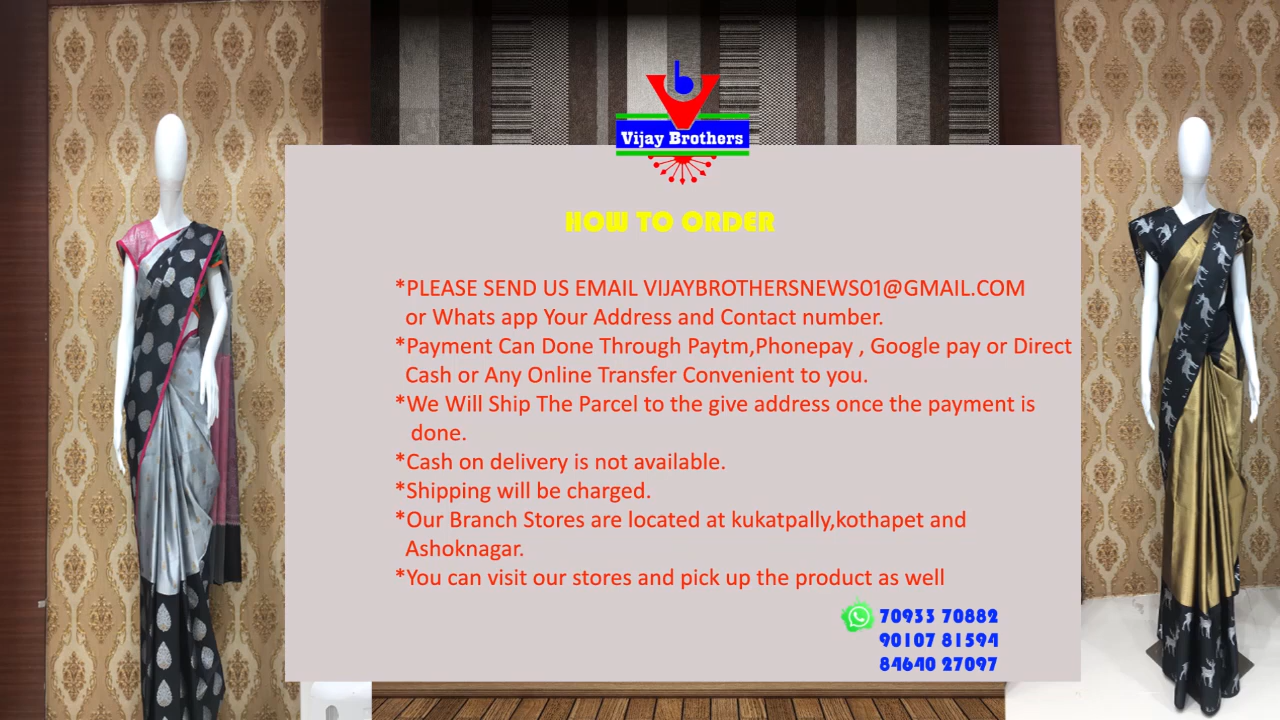 b
Vijay Brothers
HOW TO ORDER
*PLEASE SEND US EMAIL VIJAYBROTHERSNEWS01@GMAIL.COM
or Whats app Your Address and Contact number.
*Payment Can Done Through Paytm,Phonepay , Google pay or Direct
Cash or Any Online Transfer Convenient to you.
*We Will Ship The Parcel to the give address once the payment is
done.
*Cash on delivery is not available.
*Shipping will be charged.
*Our Branch Stores are located at kukatpally,kothapet and
Ashoknagar.
*You can visit our stores and pick up the product as well
70933 70882
90107 81594
84640 27097